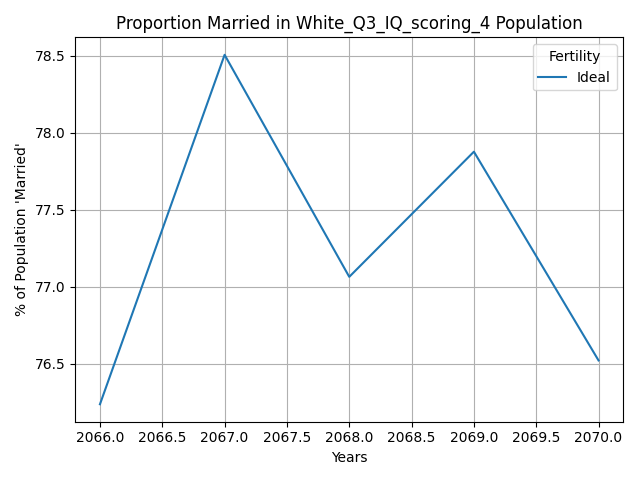 Proportion Married in White_Q3_IQ_scoring_4 Population
Fertility
Ideal
78.5
78.0
77.5
77.0
76.5
% of Population 'Married'
2066.0 2066.5 2067.0 2067.5 2068.0 2068.5 2069.0 2069.5 2070.0
Years